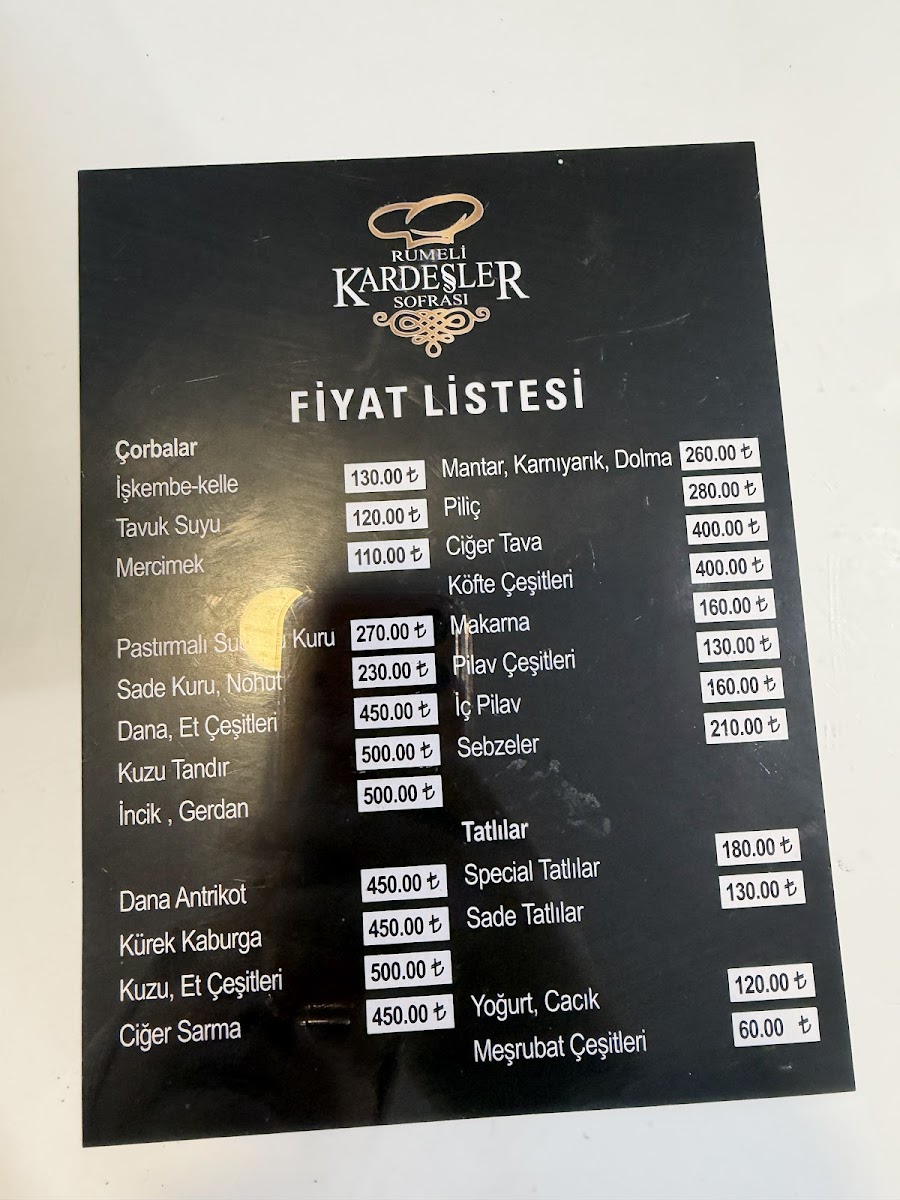 RUMELİ
KARDEŞLER
SOFRASI
FİYAT LİSTESİ
Çorbalar
İşkembe-kelle 130.00 ₺
Tavuk Suyu 120.00 ₺
Mercimek 110.00 ₺
Pastırmalı Kuru 270.00 ₺
Sade Kuru, Nohut 230.00 ₺
Dana, Et Çeşitleri 450.00 ₺
Kuzu Tandır 500.00 ₺
İncik , Gerdan 500.00 ₺
Dana Antrikot 450.00 ₺
Kürek Kaburga 450.00 ₺
Kuzu, Et Çeşitleri 500.00 ₺
Ciğer Sarma 450.00 ₺
Mantar, Karnıyarık, Dolma 260.00 ₺
Piliç 280.00 ₺
Ciğer Tava 400.00 ₺
Köfte Çeşitleri 400.00 ₺
Makarna 160.00 ₺
Pilav Çeşitleri 130.00 ₺
İç Pilav 160.00 ₺
Sebzeler 210.00 ₺
Tatlılar
Special Tatlılar 180.00 ₺
Sade Tatlılar 130.00 ₺
Yoğurt, Cacık 120.00 ₺
Meşrubat Çeşitleri 60.00 ₺